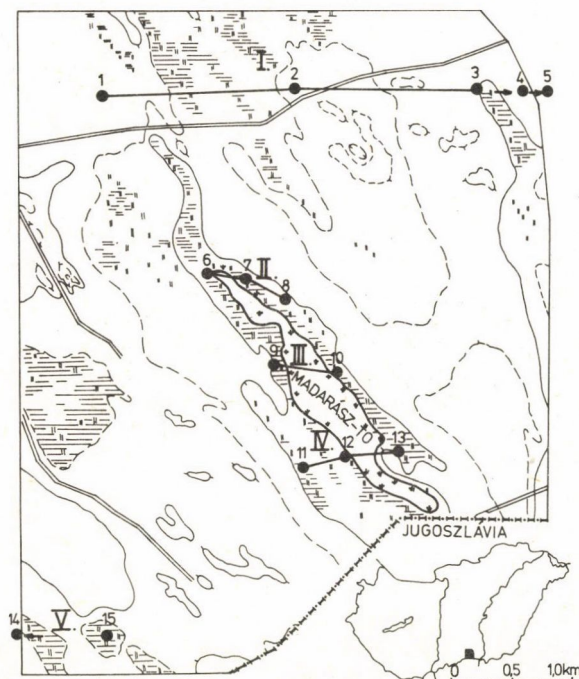 I.
1 2 3 4 5
6 7 II. 8
9 III. 10
MADARÁSZ TÓ
IV. 13
11 12
JUGOSZLÁVIA
14 V. 15
0 0,5 1,0km